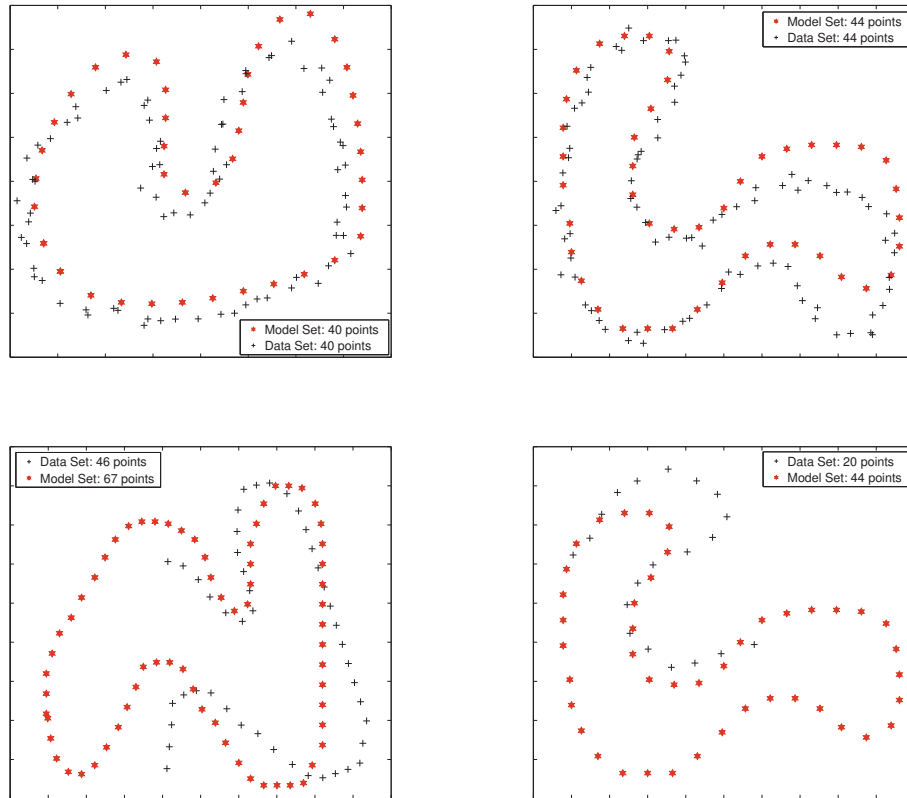 Model Set: 40 points
Data Set: 40 points
Model Set: 44 points
Data Set: 44 points
Data Set: 46 points
Model Set: 67 points
Data Set: 20 points
Model Set: 44 points